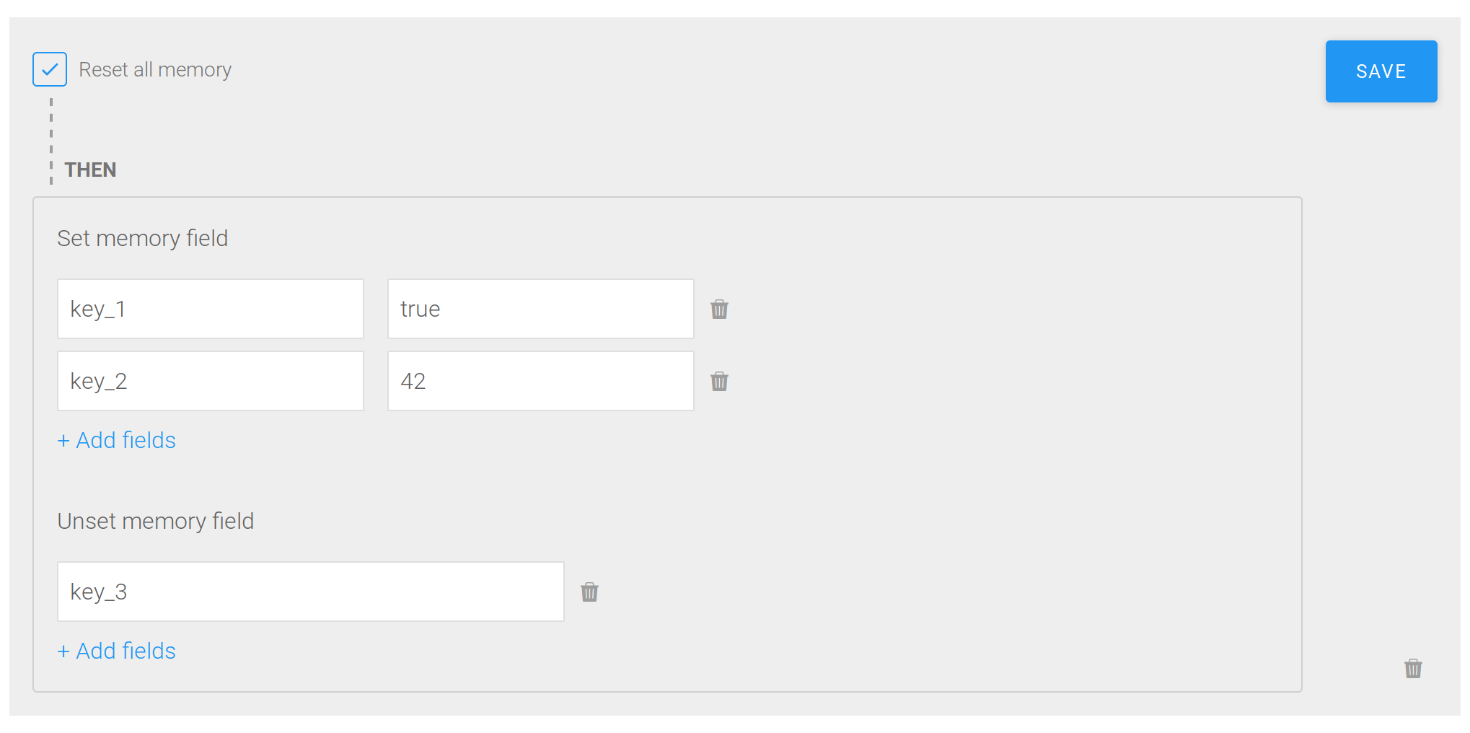 Reset all memory
SAVE
THEN
Set memory field
key_1 true
key_2 42
+ Add fields
Unset memory field
key_3
+ Add fields